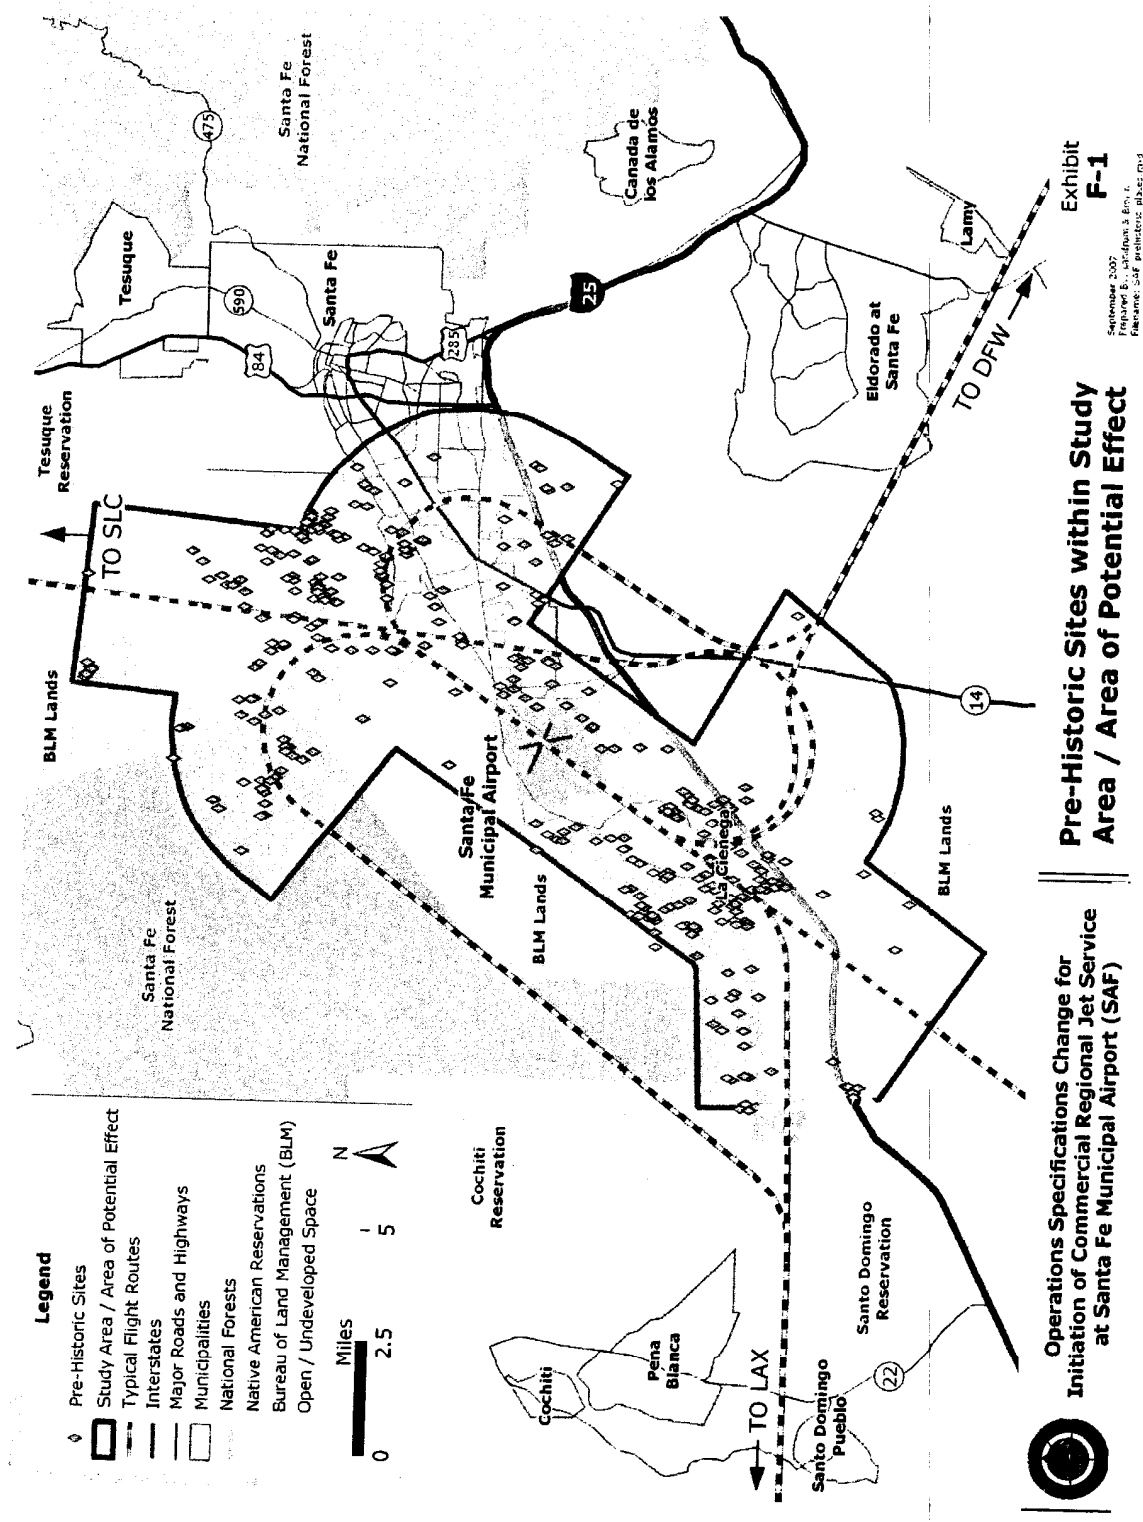 Legend
Pre-Historic Sites
Study Area / Area of Potential Effect
Typical Flight Routes
Interstates
Major Roads and Highways
Municipalities
National Forests
Native American Reservations
Bureau of Land Management (BLM)
Open / Undeveloped Space
Miles
0
2.5
5
N
Santa Fe
National Forest
BLM Lands
TO SLC
Tesuque
Reservation
Tesuque
475
590
84
Santa Fe
National Forest
Santa Fe
285
25
Canada de
los Alamos
Santa Fe
Municipal Airport
BLM Lands
Cochiti
Reservation
Cochiti
Pena
Blanca
La Cienega
Eldorado at
Santa Fe
Lamy
TO DFW
14
BLM Lands
Santo Domingo
Reservation
22
TO LAX
Santo Domingo
Pueblo
Operations Specifications Change for
Initiation of Commercial Regional Jet Service
at Santa Fe Municipal Airport (SAF)
Pre-Historic Sites within Study
Area / Area of Potential Effect
Exhibit
F-1
September 2007
Prepared
Filename: SAF